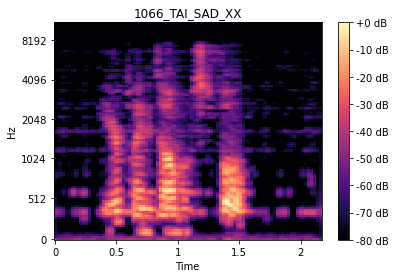 1066_TAI_SAD_XX
8192
4096
2048
1024
512
0
Hz
0
0.5
1
1.5
2
Time
+0 dB
-10 dB
-20 dB
-30 dB
-40 dB
-50 dB
-60 dB
-70 dB
-80 dB